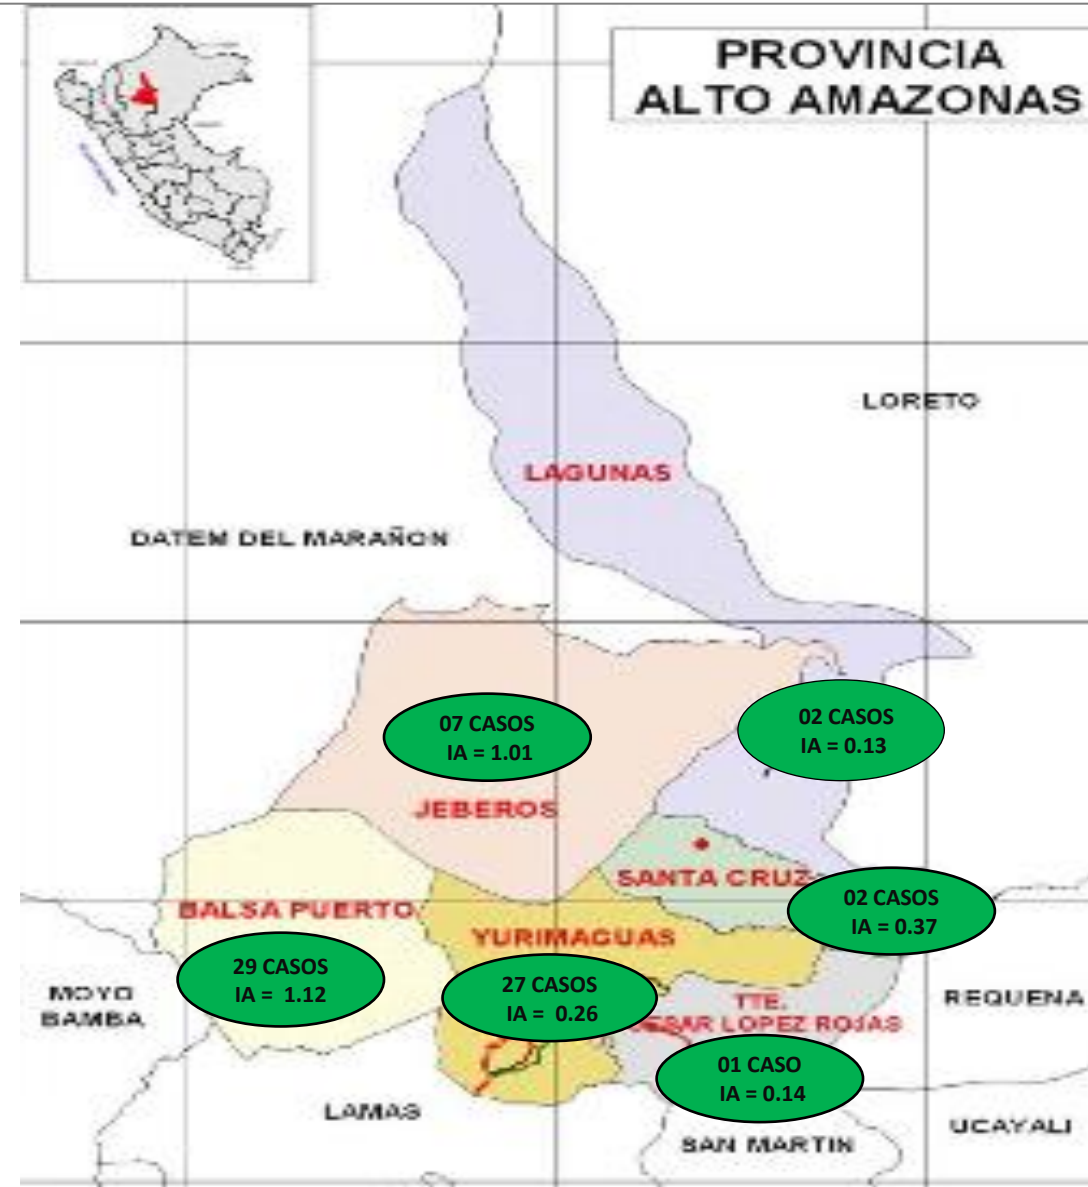 PROVINCIA
ALTO AMAZONAS
LORETO
LAGUNAS
DATEM DEL MARAÑON
07 CASOS
IA = 1.01
02 CASOS
IA = 0.13
JEBEROS
SANTA CRUZ
BALSA PUERTO
02 CASOS
IA = 0.37
YURIMAGUAS
29 CASOS
IA = 1.12
27 CASOS
IA = 0.26
MOYO
BAMBA
TTE.
ESAR LOPEZ ROJAS
REQUENA
01 CASO
IA = 0.14
LAMAS
SAN MARTIN
UCAYALI